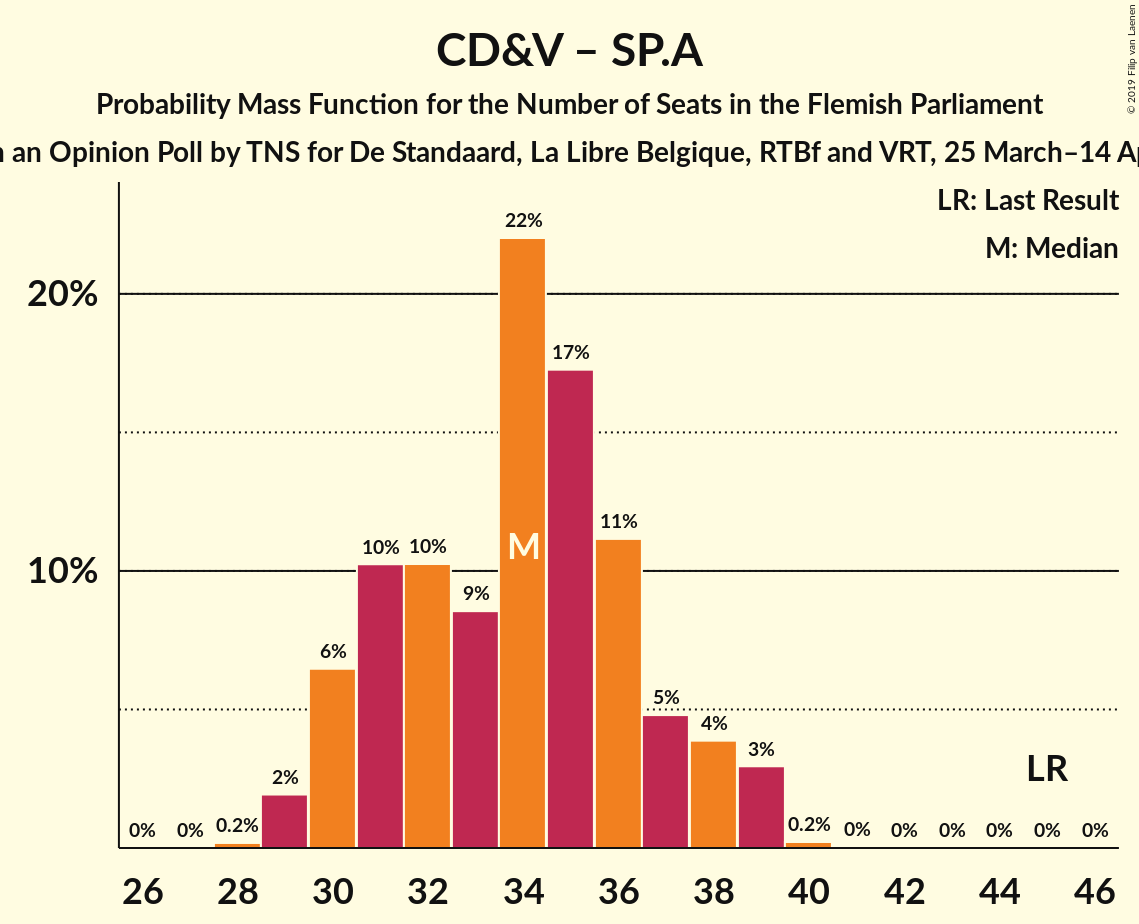 CD&V – SP.A
Probability Mass Function for the Number of Seats in the Flemish Parliament
an Opinion Poll by TNS for De Standaard, La Libre Belgique, RTBf and VRT, 25 March–14
© 2019 Filip van Laenen
LR: Last Result
M: Median
20%
10%
0%
0%
0.2%
2%
6%
10%
10%
9%
22%
17%
11%
5%
4%
3%
0.2%
0%
0%
0%
0%
0%
0%
M
LR
26 28 30 32 34 36 38 40 42 44 46